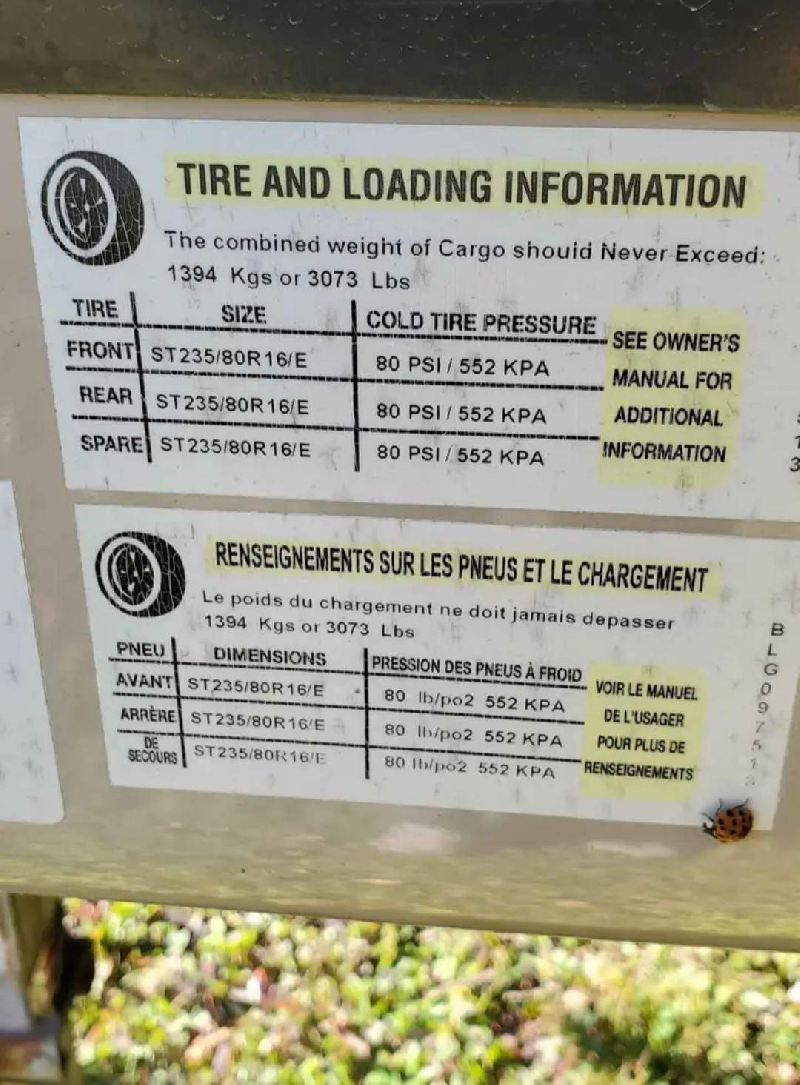 TIRE AND LOADING INFORMATION
The combined weight of Cargo should Never Exceed:
1394 Kgs or 3073 Lbs
TIRE SIZE COLD TIRE PRESSURE SEE OWNER'S
FRONT ST235/80R16/E 80 PSI / 552 KPA MANUAL FOR
REAR ST235/80R16/E 80 PSI / 552 KPA ADDITIONAL
SPARE ST235/80R16/E 80 PSI / 552 KPA INFORMATION
RENSEIGNEMENTS SUR LES PNEUS ET LE CHARGEMENT
Le poids du chargement ne doit jamais depasser
1394 Kgs or 3073 Lbs
PNEU DIMENSIONS PRESSION DES PNEUS À FROID VOIR LE MANUEL
AVANT ST235/80R16/E 80 lb/po2 552 KPA DE L'USAGER
ARRÈRE ST235/80R16/E 80 lb/po2 552 KPA POUR PLUS DE
DE SECOURS ST235/80R16/E 80 lb/po2 552 KPA RENSEIGNEMENTS
BLG097513